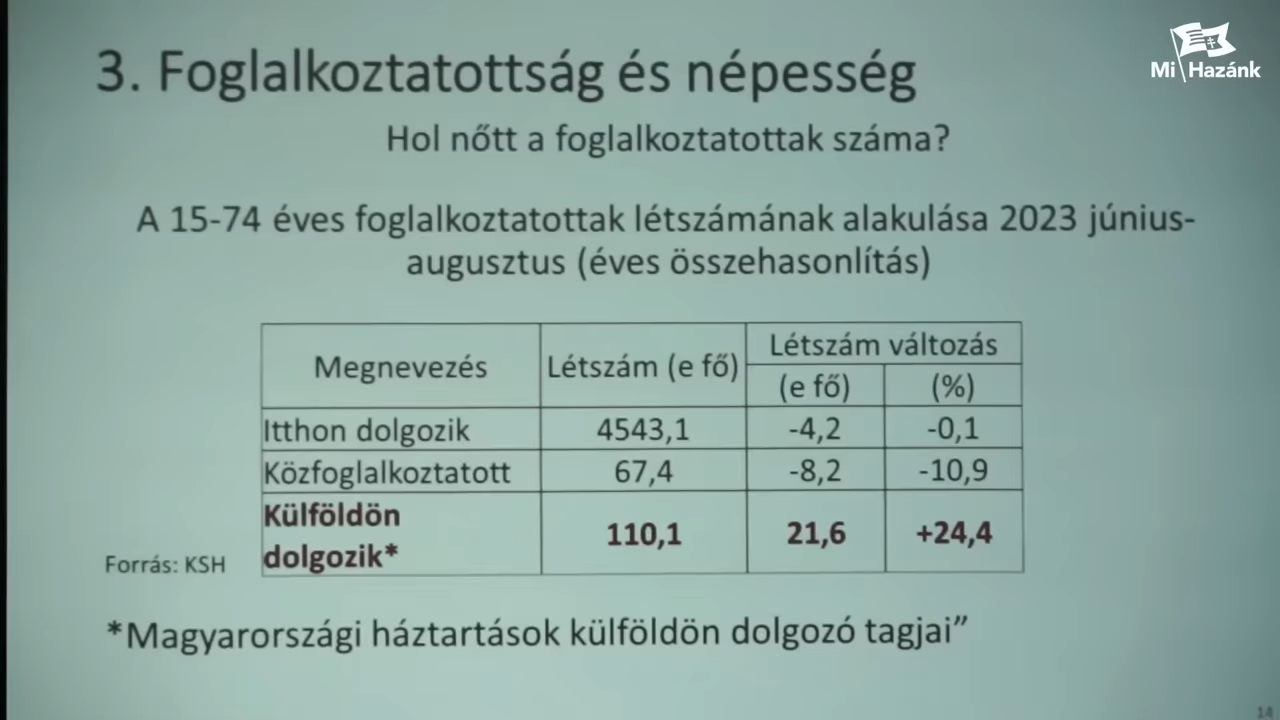 Mi Hazánk
3. Foglalkoztatottság és népesség
Hol nőtt a foglalkoztatottak száma?
A 15-74 éves foglalkoztatottak létszámának alakulása 2023 június-
augusztus (éves összehasonlítás)
Megnevezés Létszám (e fő) Létszám változás
(e fő) (%)
Itthon dolgozik 4543,1 -4,2 -0,1
Közfoglalkoztatott 67,4 -8,2 -10,9
Külföldön
dolgozik* 110,1 21,6 +24,4
Forrás: KSH
*Magyarországi háztartások külföldön dolgozó tagjai”
14